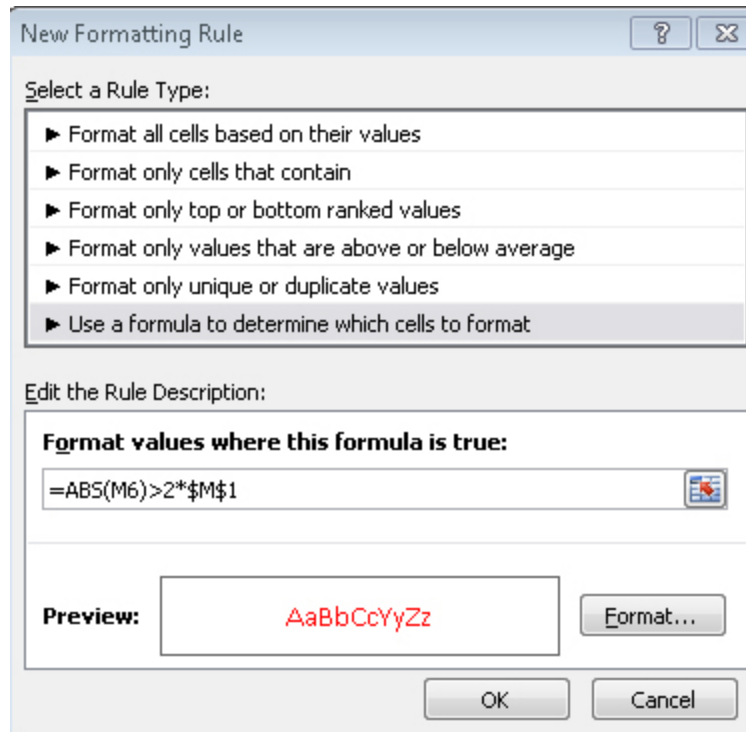 New Formatting Rule
Select a Rule Type:
► Format all cells based on their values
► Format only cells that contain
► Format only top or bottom ranked values
► Format only values that are above or below average
► Format only unique or duplicate values
► Use a formula to determine which cells to format
Edit the Rule Description:
Format values where this formula is true:
=ABS(M6)>2*$M$1
Preview: AaBbCcYyZz Format...
OK Cancel